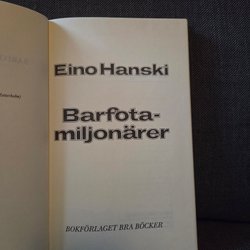 Eino Hanski
Barfota-
miljonärer
BOKFÖRLAGET BRA BÖCKER